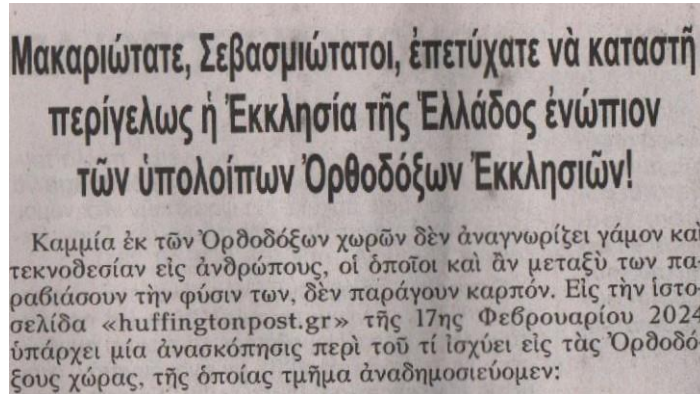 Μακαριώτατε, Σεβασμιώτατοι, ἐπετύχατε νὰ καταστῆ
περίγελως ἡ Ἐκκλησία τῆς Ἑλλάδος ἐνώπιον
τῶν ὑπολοίπων Ὀρθοδόξων Ἐκκλησιῶν!
Καμμία ἐκ τῶν Ὀρθοδόξων χωρῶν δὲν ἀναγνωρίζει γάμον καὶ
τεκνοθεσίαν εἰς ἀνθρώπους, οἱ ὁποῖοι καὶ ἂν μεταξὺ των πα-
ραβιάσουν τὴν φύσιν των, δὲν παράγουν καρπόν. Εἰς τὴν ἱστο-
σελίδα «huffingtonpost.gr» τῆς 17ης Φεβρουαρίου 2024
ὑπάρχει μία ἀνασκόπησις περὶ τοῦ τί ἰσχύει εἰς τὰς Ὀρθοδό-
ξους χώρας, τῆς ὁποίας τμῆμα ἀναδημοσιεύομεν: